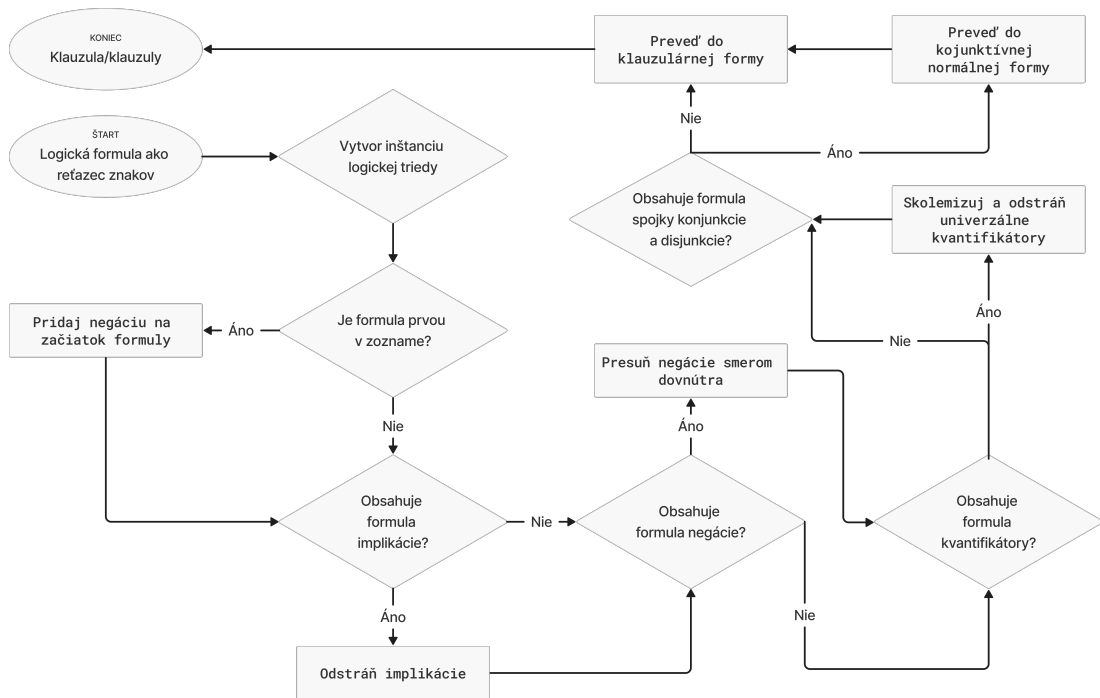 KONIEC
Klauzula/klauzuly
Preveď do
klauzulárnej formy
Preveď do
kojunktívnej
normálnej formy
Nie
Áno
ŠTART
Logická formula ako
reťazec znakov
Vytvor inštanciu
logickej triedy
Obsahuje formula
spojky konjunkcie
a disjunkcie?
Skolemizuj a odstráň
univerzálne
kvantifikátory
Pridaj negáciu na
začiatok formuly
Áno
Je formula prvou
v zozname?
Áno
Nie
Presuň negácie smerom
dovnútra
Nie
Áno
Obsahuje
formula
implikácie?
Nie
Obsahuje
formula negácie?
Obsahuje
formula
kvantifikátory?
Áno
Nie
Odstráň implikácie